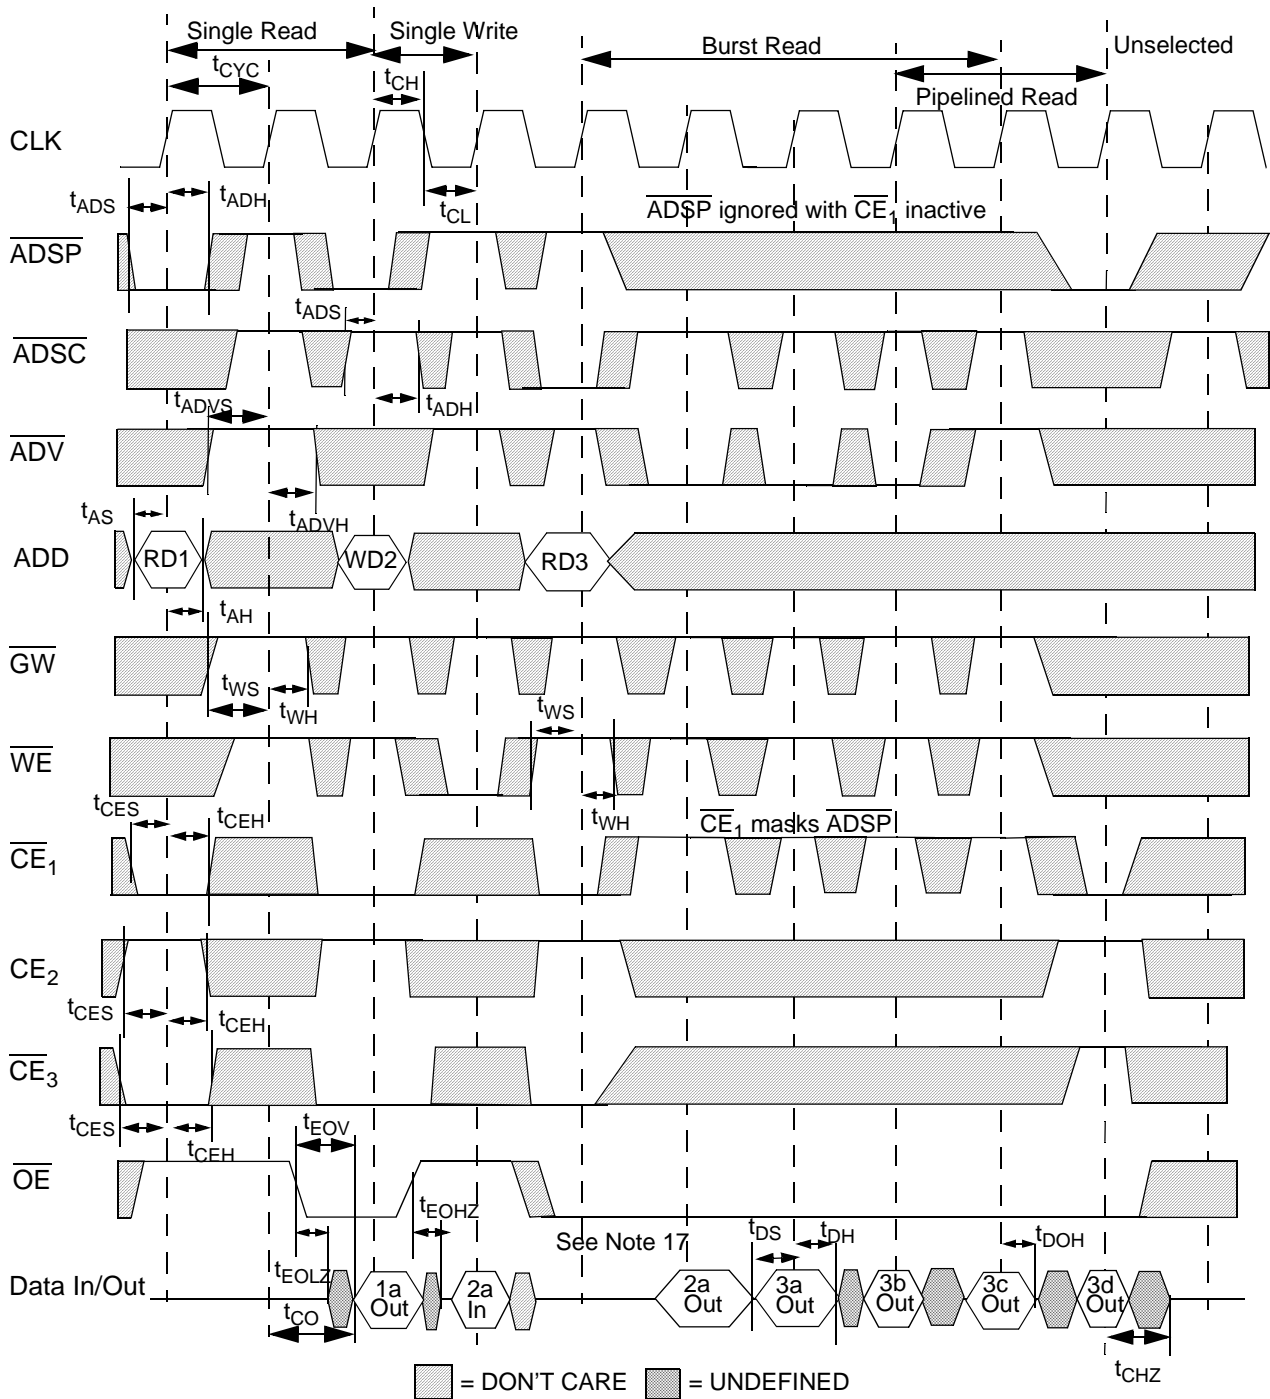 Single Read Single Write Burst Read Unselected
tCYC tCH Pipelined Read
CLK
tADS tADH tCL ADSP ignored with CE1 inactive
ADSP
tADS
ADSC
tADVS tADH
ADV
tAS tADVH
ADD RD1 WD2 RD3
tAH
GW
tWS tWH tWS
WE
tCES tCEH tWH CE1 masks ADSP
CE1
CE2
tCES tCEH
CE3
tCES tCEH tEOV
OE
tEOHZ See Note 17 tDS tDH tDOH
Data In/Out tEOLZ 1a Out 2a In 2a Out 3a Out 3b Out 3c Out 3d Out
tCO tCHZ
= DON'T CARE = UNDEFINED